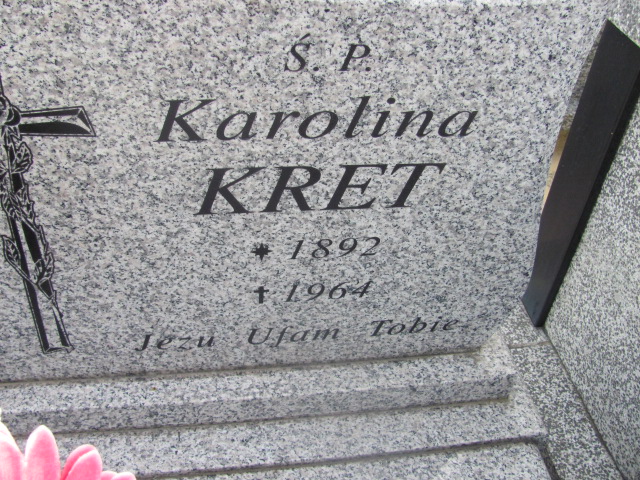 Ś. P.
Karolina
KRET
* 1892
✝ 1964
Jezu Ufam Tobie